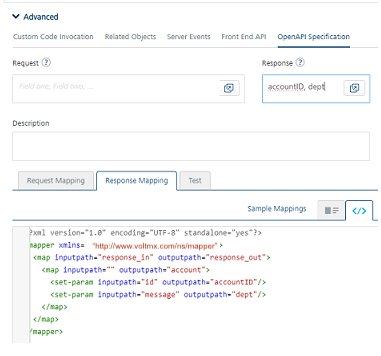 Advanced
Custom Code Invocation Related Objects Server Events Front End API OpenAPI Specification
Request ? Response ?
Field one, Field two, ... accountID, dept
Description
Request Mapping Response Mapping Test
Sample Mappings </>
?xml version="1.0" encoding="UTF-8" standalone="yes"?>
mapper xmlns= "http://www.voltmx.com/ns/mapper">
<map inputpath="response_in" outputpath="response_out">
<map inputpath="" outputpath="account">
<set-param inputpath="id" outputpath="accountID"/>
<set-param inputpath="message" outputpath="dept"/>
</map>
</map>
/mapper>